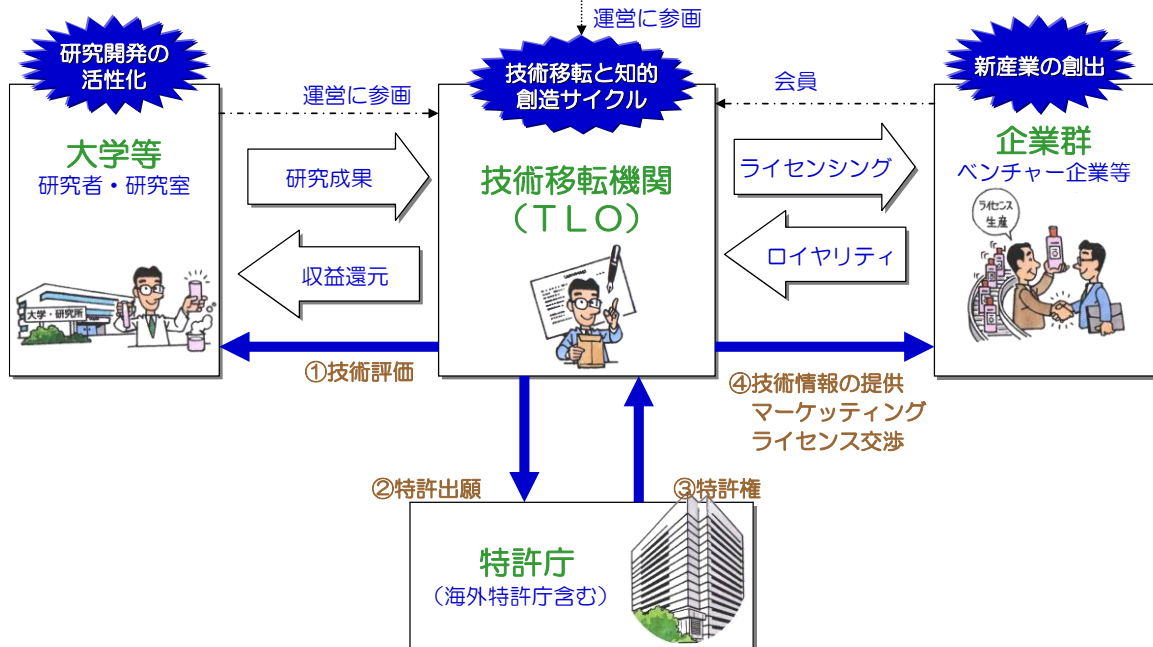 運営に参画
研究開発の
活性化
技術移転と知的
創造サイクル
新産業の創出
運営に参画
会員
大学等
研究者・研究室
研究成果
収益還元
大学・研究所
技術移転機関
（ＴＬＯ）
ライセンシング
ロイヤリティ
企業群
ベンチャー企業等
ライセンス
生産
①技術評価
④技術情報の提供
マーケッティング
ライセンス交渉
②特許出願
③特許権
特許庁
（海外特許庁含む）